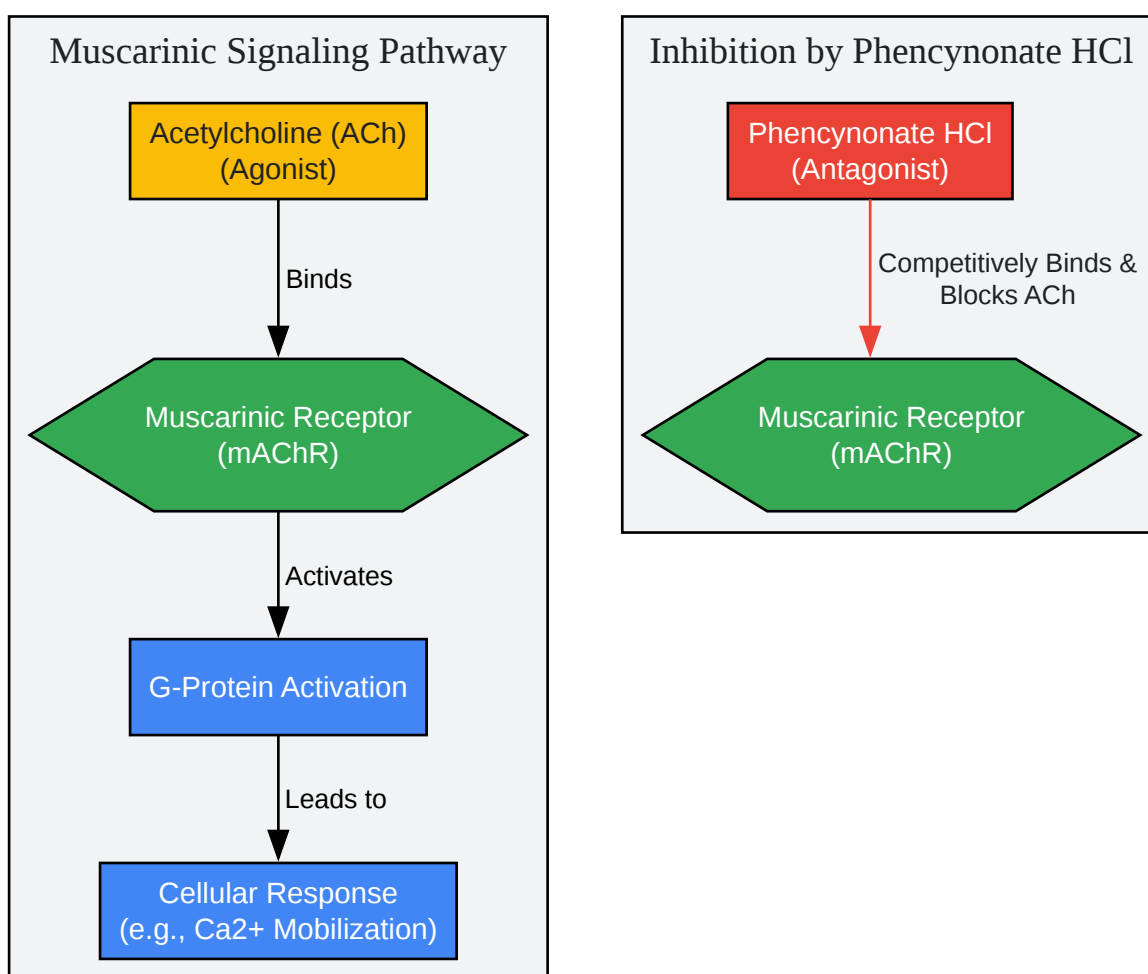 Muscarinic Signaling Pathway
Acetylcholine (ACh)
(Agonist)
Binds
Muscarinic Receptor
(mAChR)
Activates
G-Protein Activation
Leads to
Cellular Response
(e.g., Ca2+ Mobilization)
Inhibition by Phencynonate HCl
Phencynonate HCl
(Antagonist)
Competitively Binds &
Blocks ACh
Muscarinic Receptor
(mAChR)